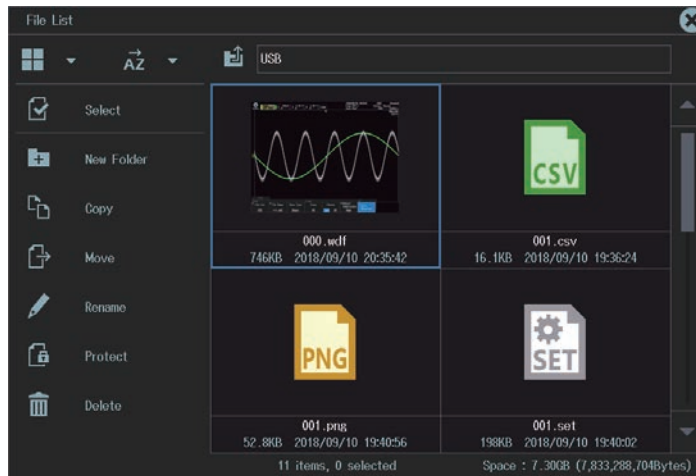 File List
AZ
USB
Select
New Folder
Copy
Move
Rename
Protect
Delete
000.wdf
746KB 2018/09/10 20:35:42
CSV
001.csv
16.1KB 2018/09/10 19:36:24
PNG
001.png
52.8KB 2018/09/10 19:40:56
SET
001.set
198KB 2018/09/10 19:40:02
11 items, 0 selected
Space : 7.30GB (7,833,288,704Bytes)